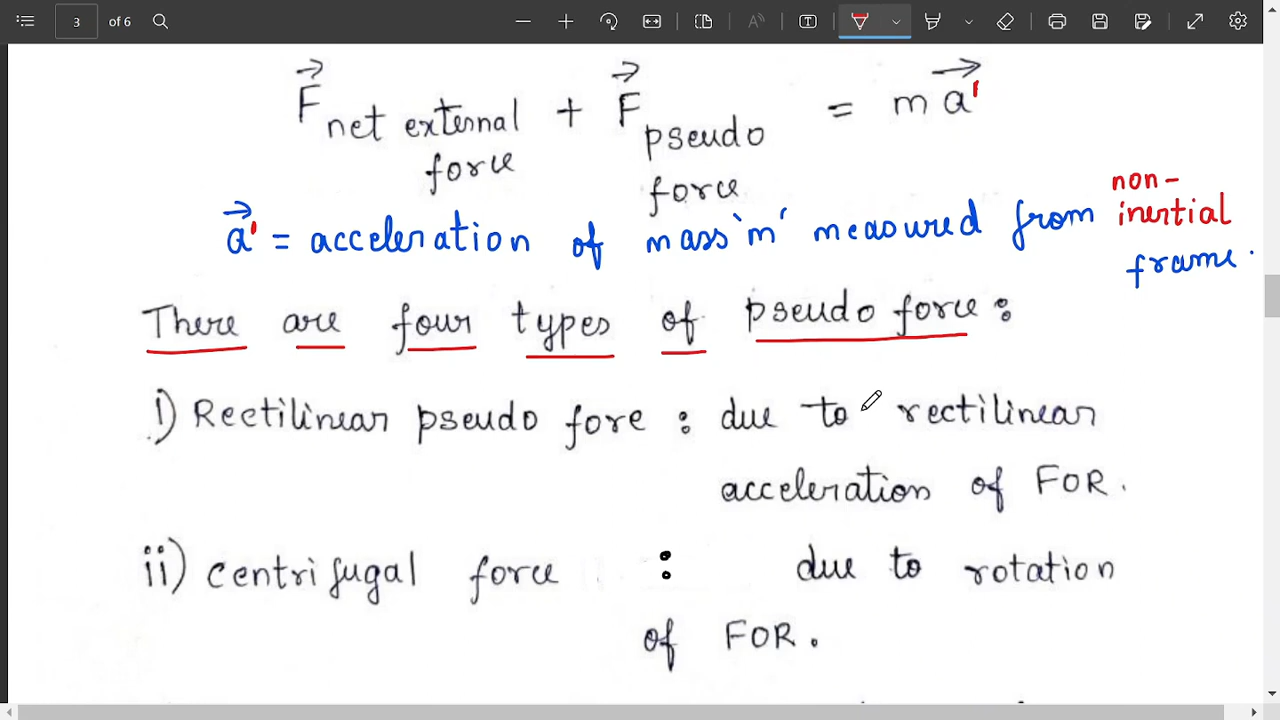 3 of 6
F⃗ net external force + F⃗ pseudo force = m a⃗'
a⃗' = acceleration of mass 'm' measured from non-inertial frame.
There are four types of pseudo force :
i) Rectilinear pseudo fore : due to rectilinear
acceleration of FOR.
ii) centrifugal force : due to rotation
of FOR.